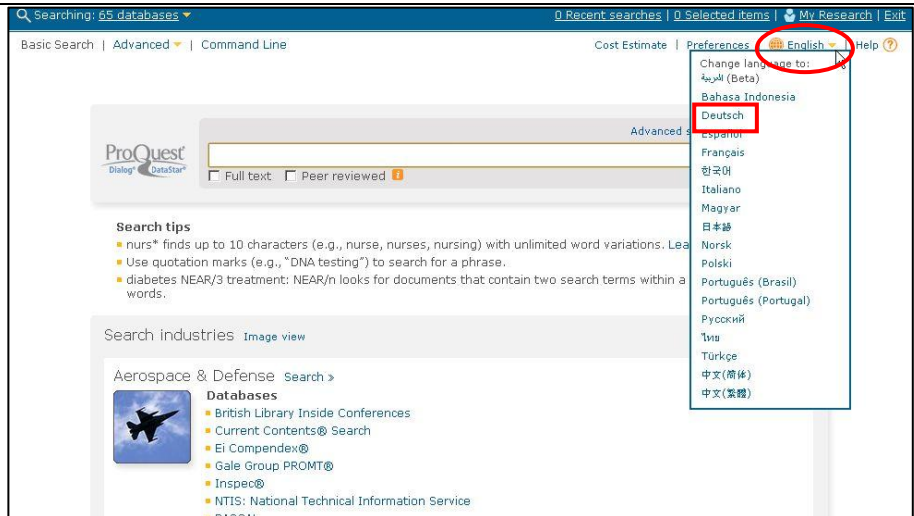 Searching: 65 databases
0 Recent searches | 0 Selected items | My Research | Exit
Basic Search | Advanced | Command Line
Cost Estimate | Preferences | English | Help ?
Change language to:
العربية (Beta)
Bahasa Indonesia
Deutsch
Español
Français
한국어
Italiano
Magyar
日本語
Norsk
Polski
Português (Brasil)
Português (Portugal)
Русский
ไทย
Türkçe
中文(简体)
中文(繁體)
Advanced s
ProQuest
Dialog® DataStar®
Full text Peer reviewed i
Search tips
nurs* finds up to 10 characters (e.g., nurse, nurses, nursing) with unlimited word variations. Lea
Use quotation marks (e.g., "DNA testing") to search for a phrase.
diabetes NEAR/3 treatment: NEAR/n looks for documents that contain two search terms within a
words.
Search industries Image view
Aerospace & Defense Search »
Databases
British Library Inside Conferences
Current Contents® Search
Ei Compendex®
Gale Group PROMT®
Inspec®
NTIS: National Technical Information Service